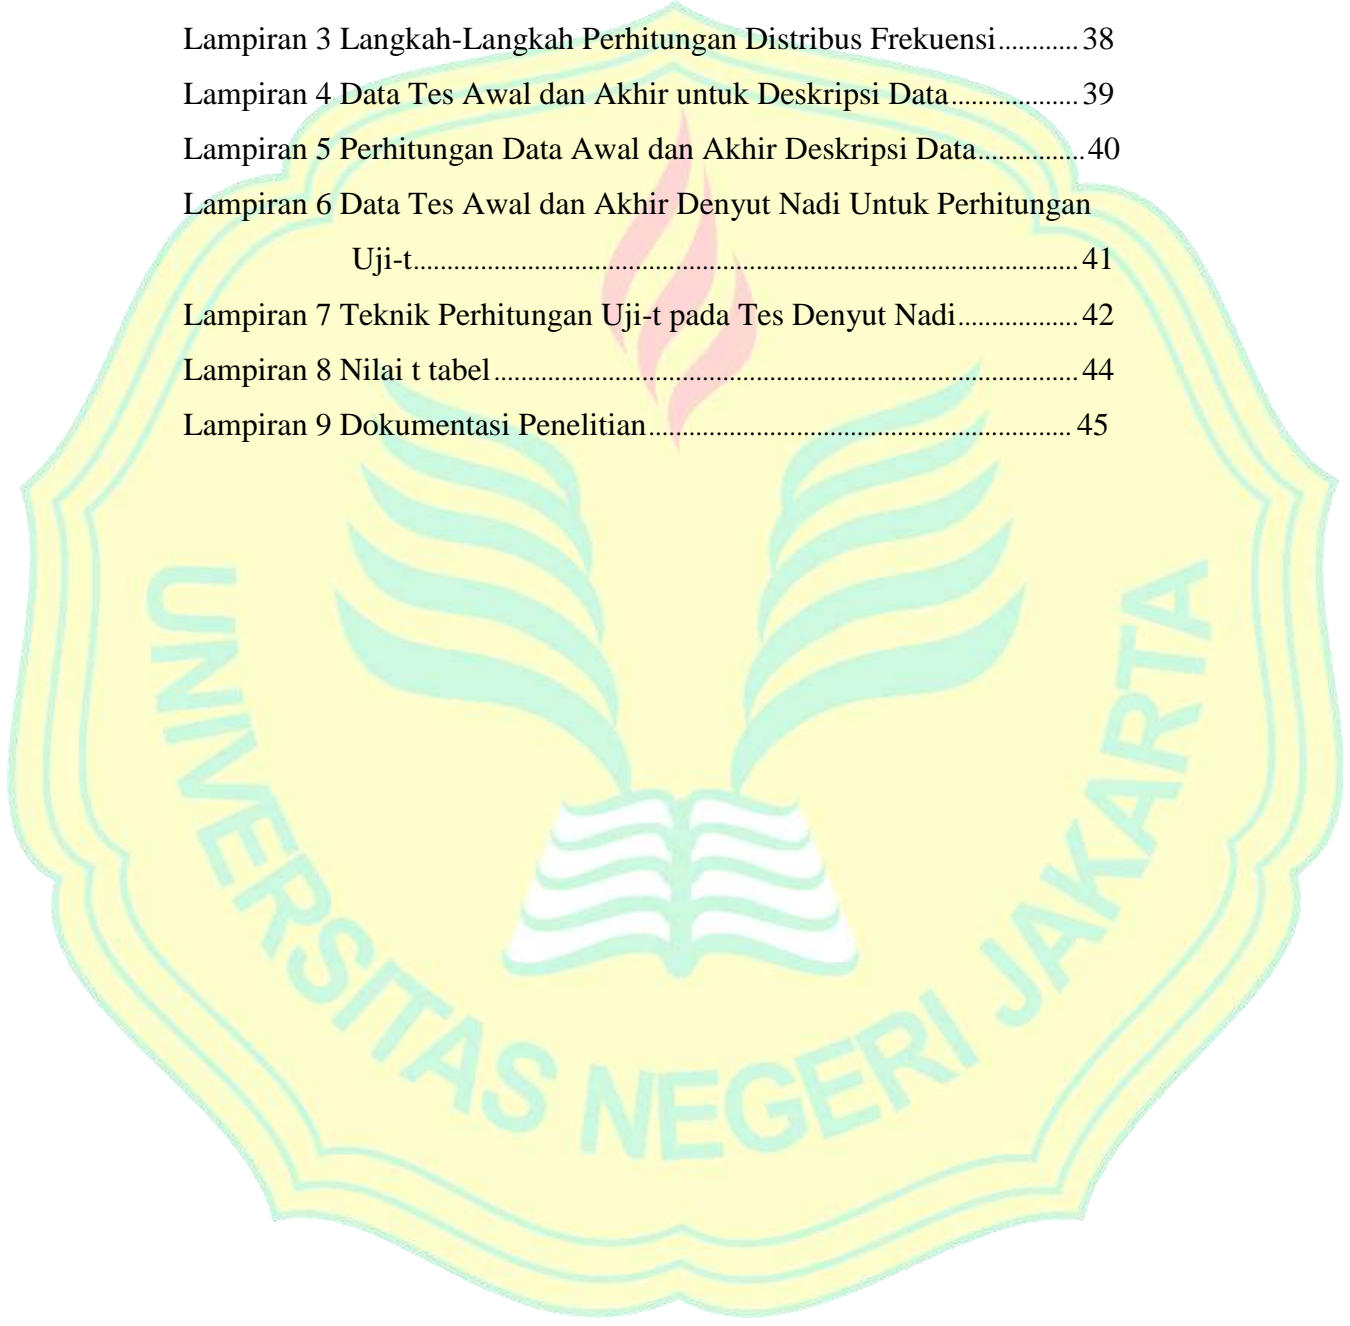 Lampiran 3 Langkah-Langkah Perhitungan Distribus Frekuensi............38
Lampiran 4 Data Tes Awal dan Akhir untuk Deskripsi Data..................39
Lampiran 5 Perhitungan Data Awal dan Akhir Deskripsi Data...............40
Lampiran 6 Data Tes Awal dan Akhir Denyut Nadi Untuk Perhitungan
Uji-t..................................................................................41
Lampiran 7 Teknik Perhitungan Uji-t pada Tes Denyut Nadi.................42
Lampiran 8 Nilai t tabel........................................................................44
Lampiran 9 Dokumentasi Penelitian....................................................45
UNIVERSITAS NEGERI JAKARTA